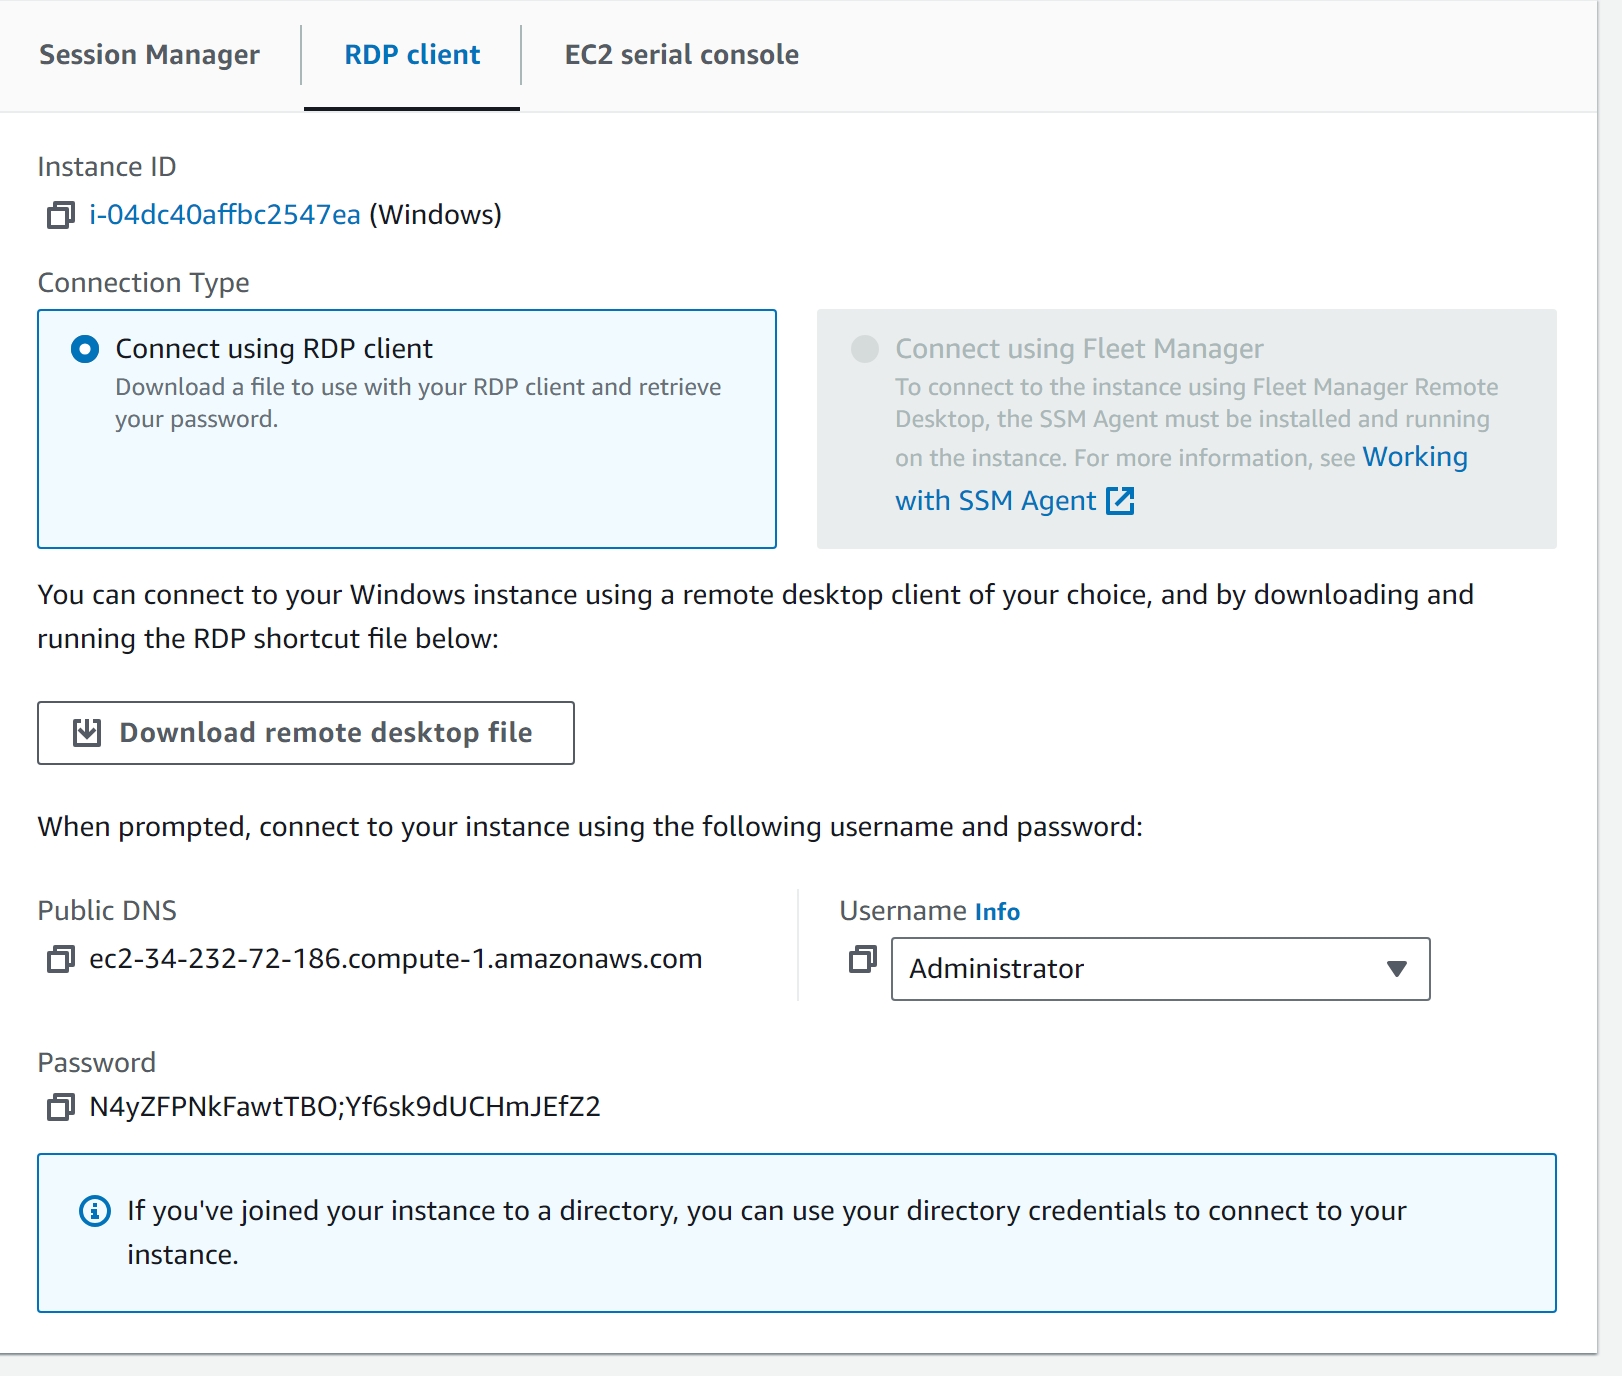 Session Manager
RDP client
EC2 serial console
Instance ID
i-04dc40affbc2547ea (Windows)
Connection Type
Connect using RDP client
Download a file to use with your RDP client and retrieve
your password.
Connect using Fleet Manager
To connect to the instance using Fleet Manager Remote
Desktop, the SSM Agent must be installed and running
on the instance. For more information, see Working
with SSM Agent
You can connect to your Windows instance using a remote desktop client of your choice, and by downloading and
running the RDP shortcut file below:
Download remote desktop file
When prompted, connect to your instance using the following username and password:
Public DNS
ec2-34-232-72-186.compute-1.amazonaws.com
Username Info
Administrator
Password
N4yZFPNkFawtTBO;Yf6sk9dUCHmJEfZ2
If you've joined your instance to a directory, you can use your directory credentials to connect to your
instance.